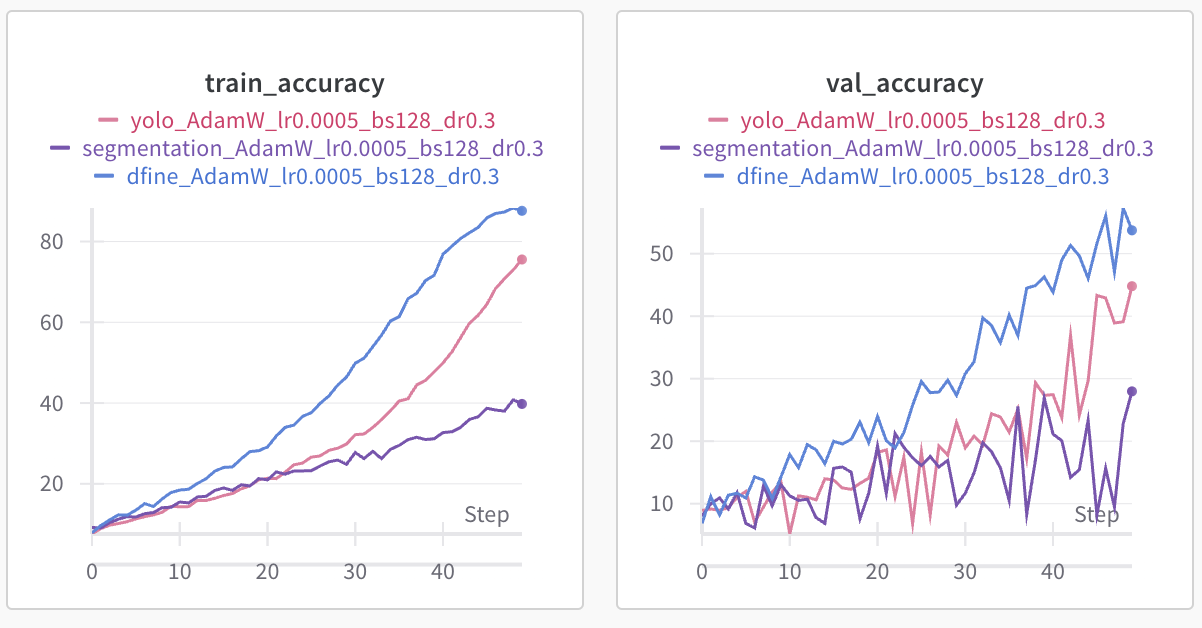 train_accuracy
yolo_AdamW_lr0.0005_bs128_dr0.3
segmentation_AdamW_lr0.0005_bs128_dr0.3
dfine_AdamW_lr0.0005_bs128_dr0.3
80
60
40
20
Step
0 10 20 30 40
val_accuracy
yolo_AdamW_lr0.0005_bs128_dr0.3
segmentation_AdamW_lr0.0005_bs128_dr0.3
dfine_AdamW_lr0.0005_bs128_dr0.3
50
40
30
20
10
Step
0 10 20 30 40